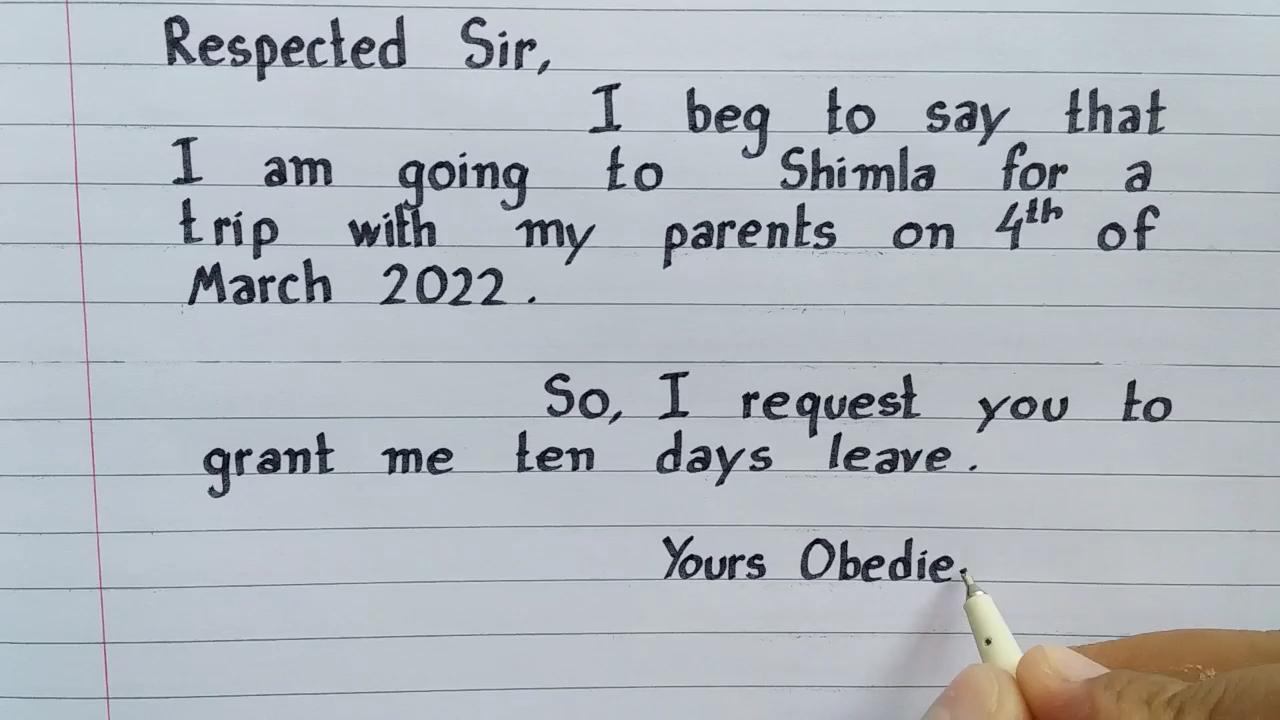 Respected Sir,
I beg to say that
I am going to Shimla for a
trip with my parents on 4th of
March 2022.
So, I request you to
grant me ten days leave.
Yours Obedie